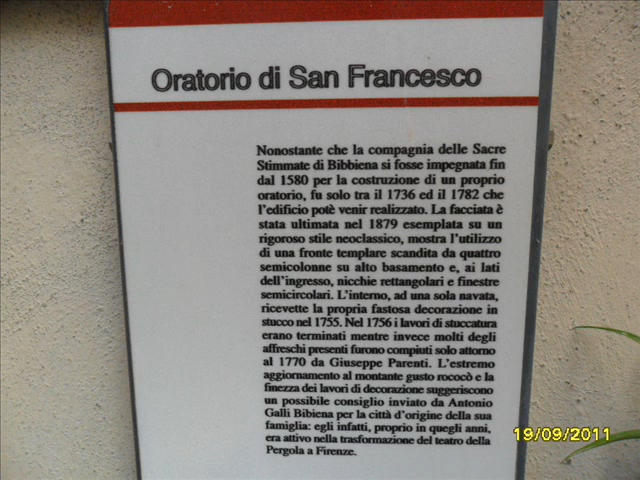 Oratorio di San Francesco
Nonostante che la compagnia delle Sacre
Stimmate di Bibbiena si fosse impegnata fin
dal 1580 per la costruzione di un proprio
oratorio, fu solo tra il 1736 ed il 1782 che
l'edificio potè venir realizzato. La facciata è
stata ultimata nel 1879 esemplata su un
rigoroso stile neoclassico, mostra l'utilizzo
di una fronte templare scandita da quattro
semicolonne su alto basamento e, ai lati
dell'ingresso, nicchie rettangolari e finestre
semicircolari. L'interno, ad una sola navata,
ricevette la propria fastosa decorazione in
stucco nel 1755. Nel 1756 i lavori di stuccatura
erano terminati mentre invece molti degli
affreschi presenti furono compiuti solo attorno
al 1770 da Giuseppe Parenti. L'estremo
aggiornamento al montante gusto rococò e la
finezza dei lavori di decorazione suggeriscono
un possibile consiglio inviato da Antonio
Galli Bibiena per la città d'origine della sua
famiglia: egli infatti, proprio in quegli anni,
era attivo nella trasformazione del teatro della
Pergola a Firenze.
19/09/2011